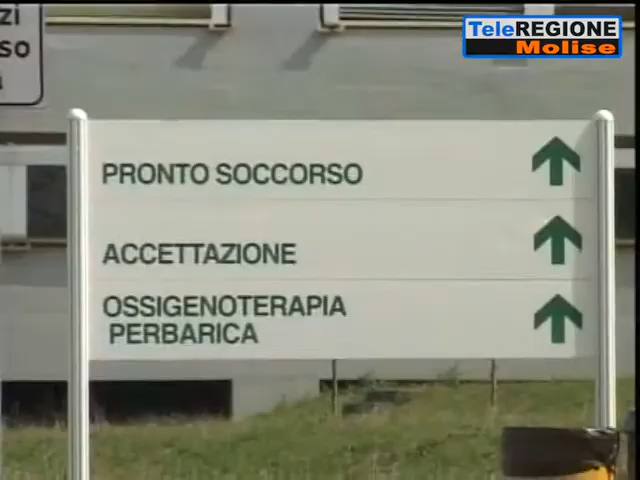 TeleREGIONE
Molise
PRONTO SOCCORSO
ACCETTAZIONE
OSSIGENOTERAPIA
PERBARICA